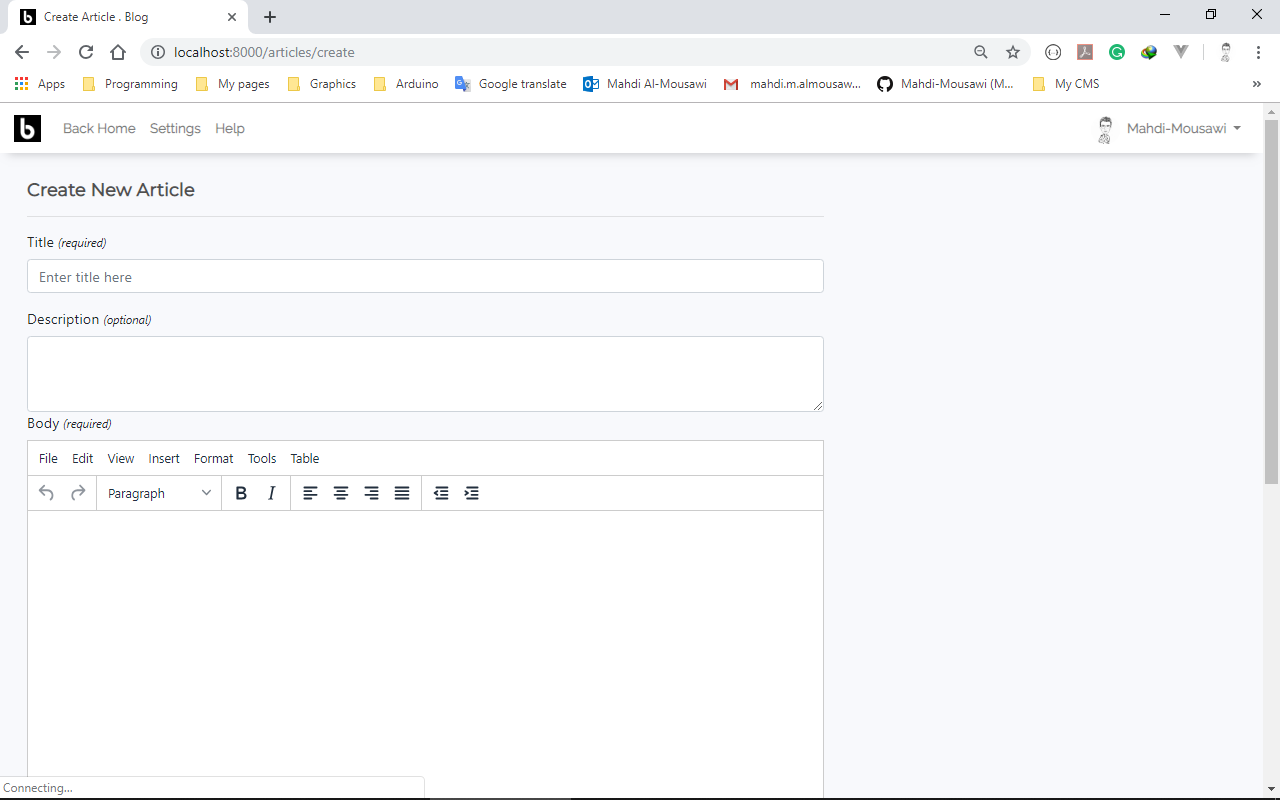 Create Article . Blog
localhost:8000/articles/create
Apps Programming My pages Graphics Arduino Google translate Mahdi Al-Mousawi mahdi.m.almousaw... Mahdi-Mousawi (M... My CMS »
b Back Home Settings Help Mahdi-Mousawi
Create New Article
Title (required)
Enter title here
Description (optional)
Body (required)
File Edit View Insert Format Tools Table
Paragraph B I
Connecting...